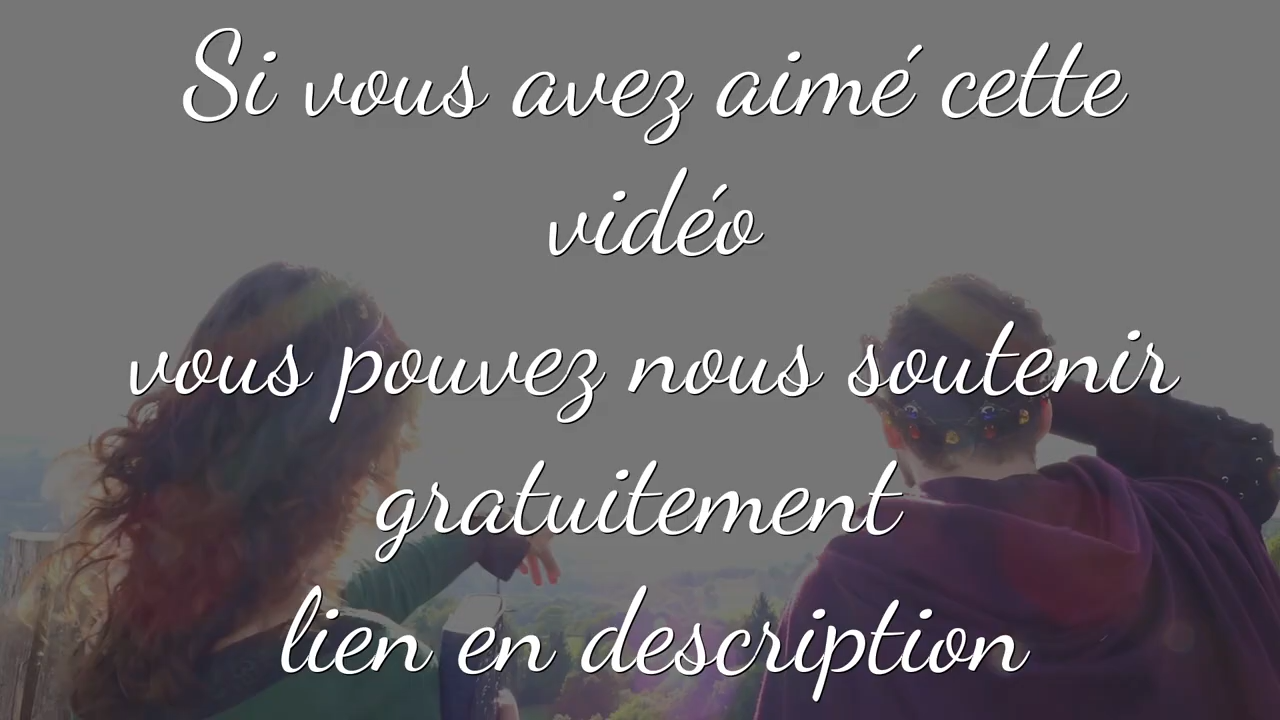 Si vous avez aimé cette
vidéo
vous pouvez nous soutenir
gratuitement
lien en description